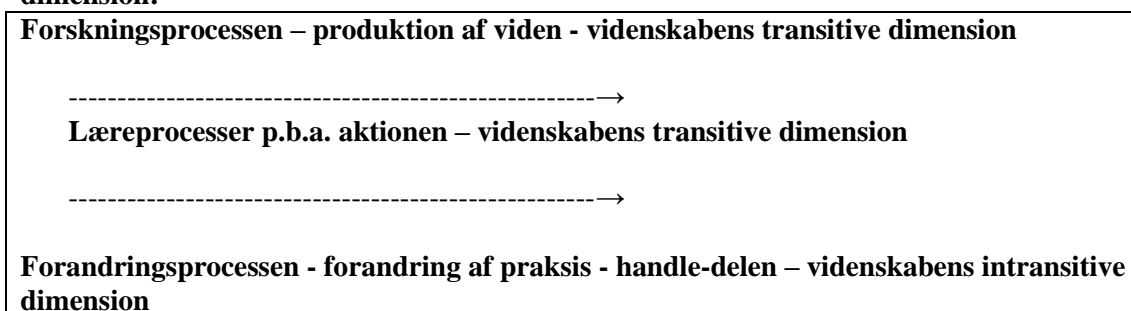 dimension.
Forskningsprocessen – produktion af viden - videnskabens transitive dimension
------------------------------------------------------→
Læreprocesser p.b.a. aktionen – videnskabens transitive dimension
------------------------------------------------------→
Forandringsprocessen - forandring af praksis - handle-delen – videnskabens intransitive
dimension